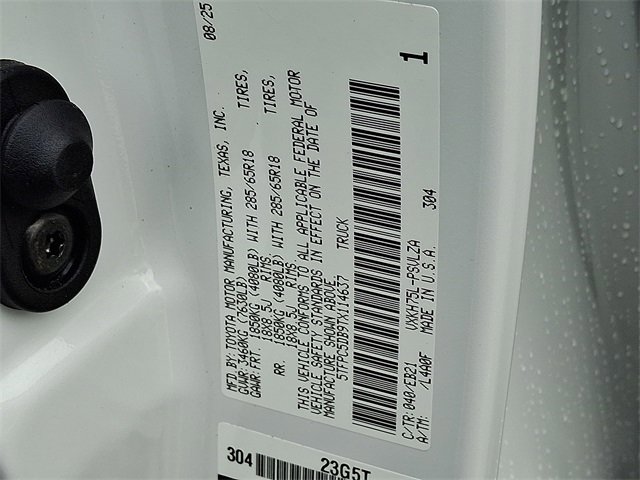 MFD.BY:TOYOTA MOTOR MANUFACTURING, TEXAS, INC. 08/25
GVWR:3460KG (7630LB)
GAWR:FRT: 1850KG (4080LB) WITH 285/65R18 TIRES,
18X8.5J RIMS
RR. 1850KG (4080LB) WITH 285/65R18 TIRES,
18X8.5J RIMS
THIS VEHICLE CONFORMS TO ALL APPLICABLE FEDERAL MOTOR
VEHICLE SAFETY STANDARDS IN EFFECT ON THE DATE OF
MANUFACTURE SHOWN ABOVE.
5TFPC5DB9TX114637 TRUCK
C/TR:040/EB21 VXKH75L-PSVLZA 304 1
A/TM: /L4A0F MADE IN U.S.A.
304 23G5T